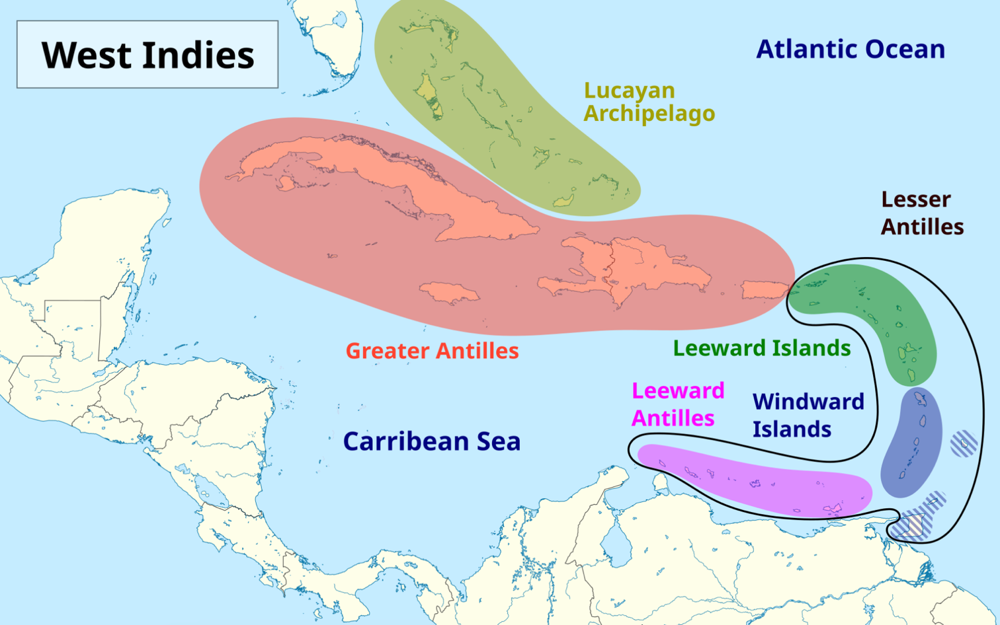 West Indies
Atlantic Ocean
Lucayan
Archipelago
Lesser
Antilles
Greater Antilles
Leeward Islands
Leeward
Antilles
Windward
Islands
Carribean Sea